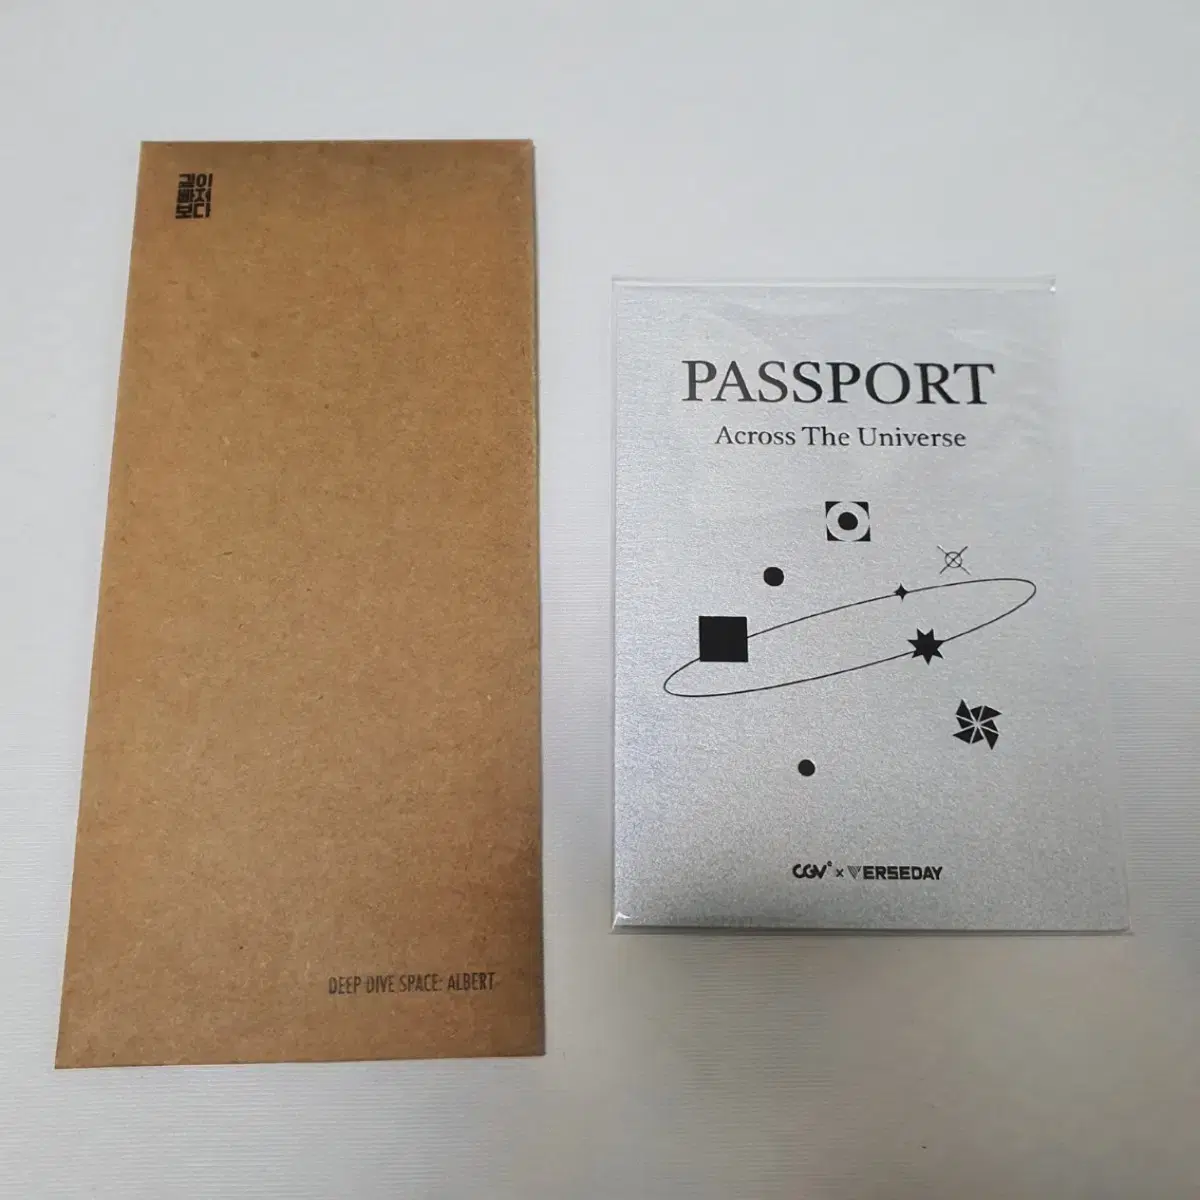 깊이
빠져
보다
DEEP DIVE SPACE: ALBERT
PASSPORT
Across The Universe
CGV × VERSEDAY